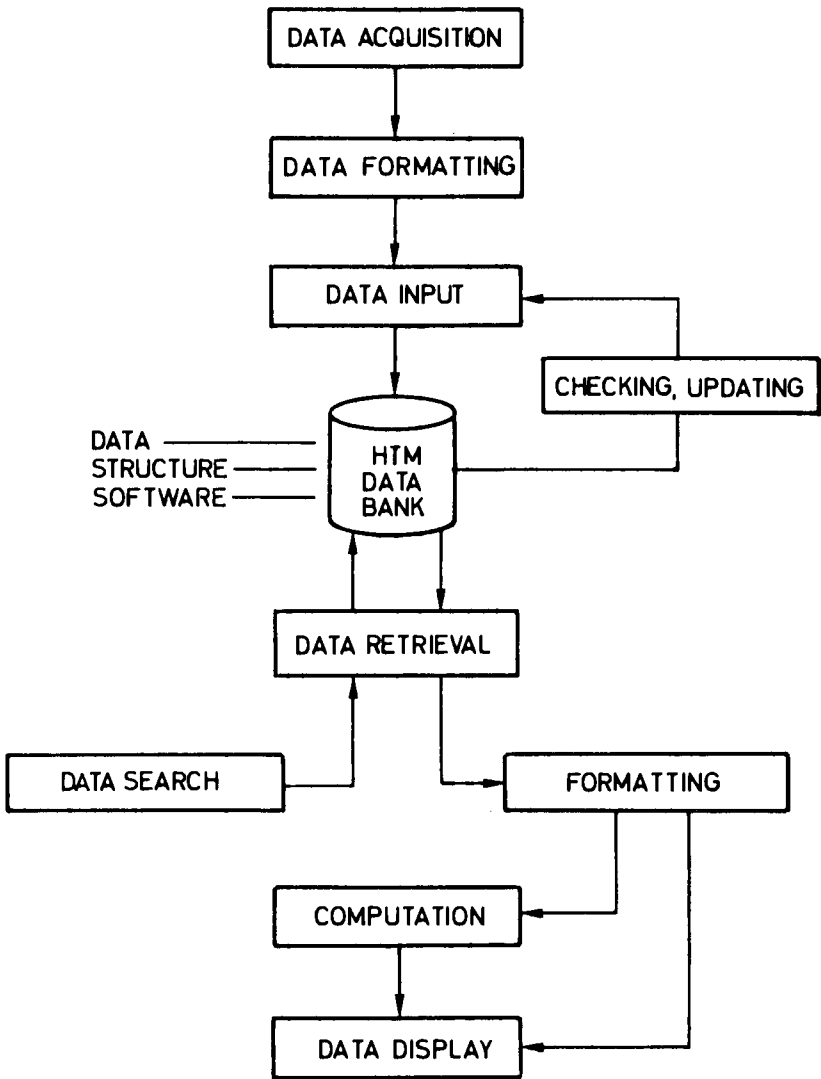 DATA ACQUISITION
DATA FORMATTING
DATA INPUT
CHECKING, UPDATING
DATA
STRUCTURE
SOFTWARE
HTM
DATA
BANK
DATA RETRIEVAL
DATA SEARCH
FORMATTING
COMPUTATION
DATA DISPLAY